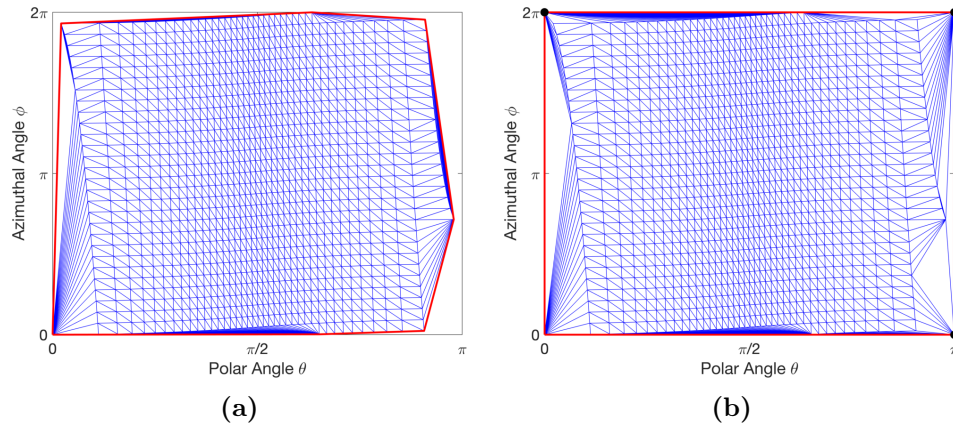 2π
π
0
Azimuthal Angle ϕ
0
π/2
π
Polar Angle θ
(a)
2π
π
0
Azimuthal Angle ϕ
0
π/2
π
Polar Angle θ
(b)